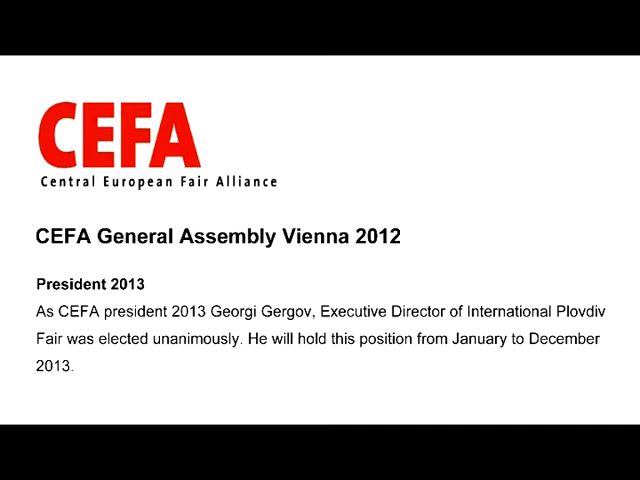 CEFA
Central European Fair Alliance
CEFA General Assembly Vienna 2012
President 2013
As CEFA president 2013 Georgi Gergov, Executive Director of International Plovdiv
Fair was elected unanimously. He will hold this position from January to December
2013.